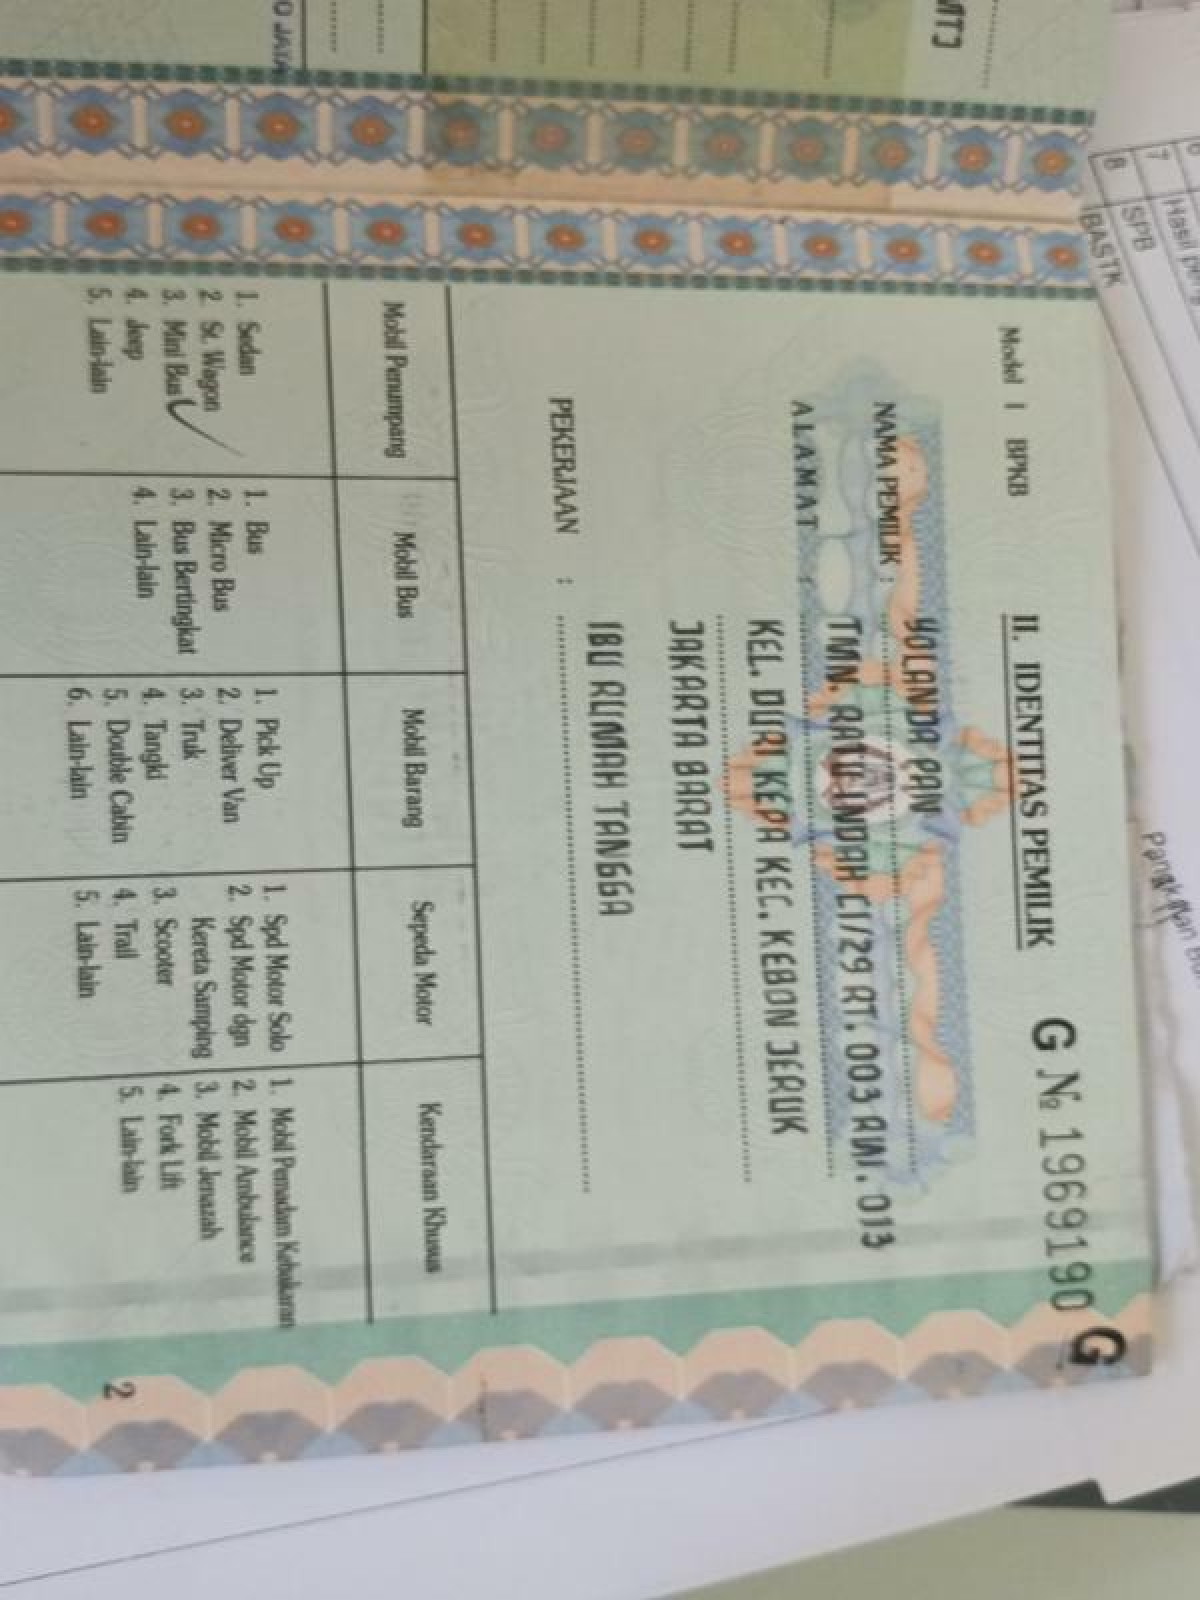 Model 1 BPKB
II. IDENTITAS PEMILIK
G № 19691190
G
NAMA PEMILIK : YOLANDA PAN
ALAMAT : TMN. RATU INDAH C1/29 RT. 003 RW. 013
KEL. DURI KEPA KEC. KEBON JERUK
JAKARTA BARAT
PEKERJAAN : IBU RUMAH TANGGA
Mobil Penumpang
1. Sedan
2 St. Wagon
3. Mini Bus
4. Jeep
5. Lain-lain
Mobil Bus
1. Bus
2. Micro Bus
3. Bus Bertingkat
4. Lain-lain
Mobil Barang
1. Pick Up
2. Deliver Van
3. Truk
4. Tangki
5. Double Cabin
6. Lain-lain
Sepeda Motor
1. Spd Motor Solo
2. Spd Motor dgn
Kereta Samping
3. Scooter
4. Trail
5. Lain-lain
Kendaraan Khusus
1. Mobil Pemadam Kebakaran
2. Mobil Ambulance
3. Mobil Jenazah
4. Fork Lift
5. Lain-lain
2
6
7 Hasil
8 SPB
BASTK